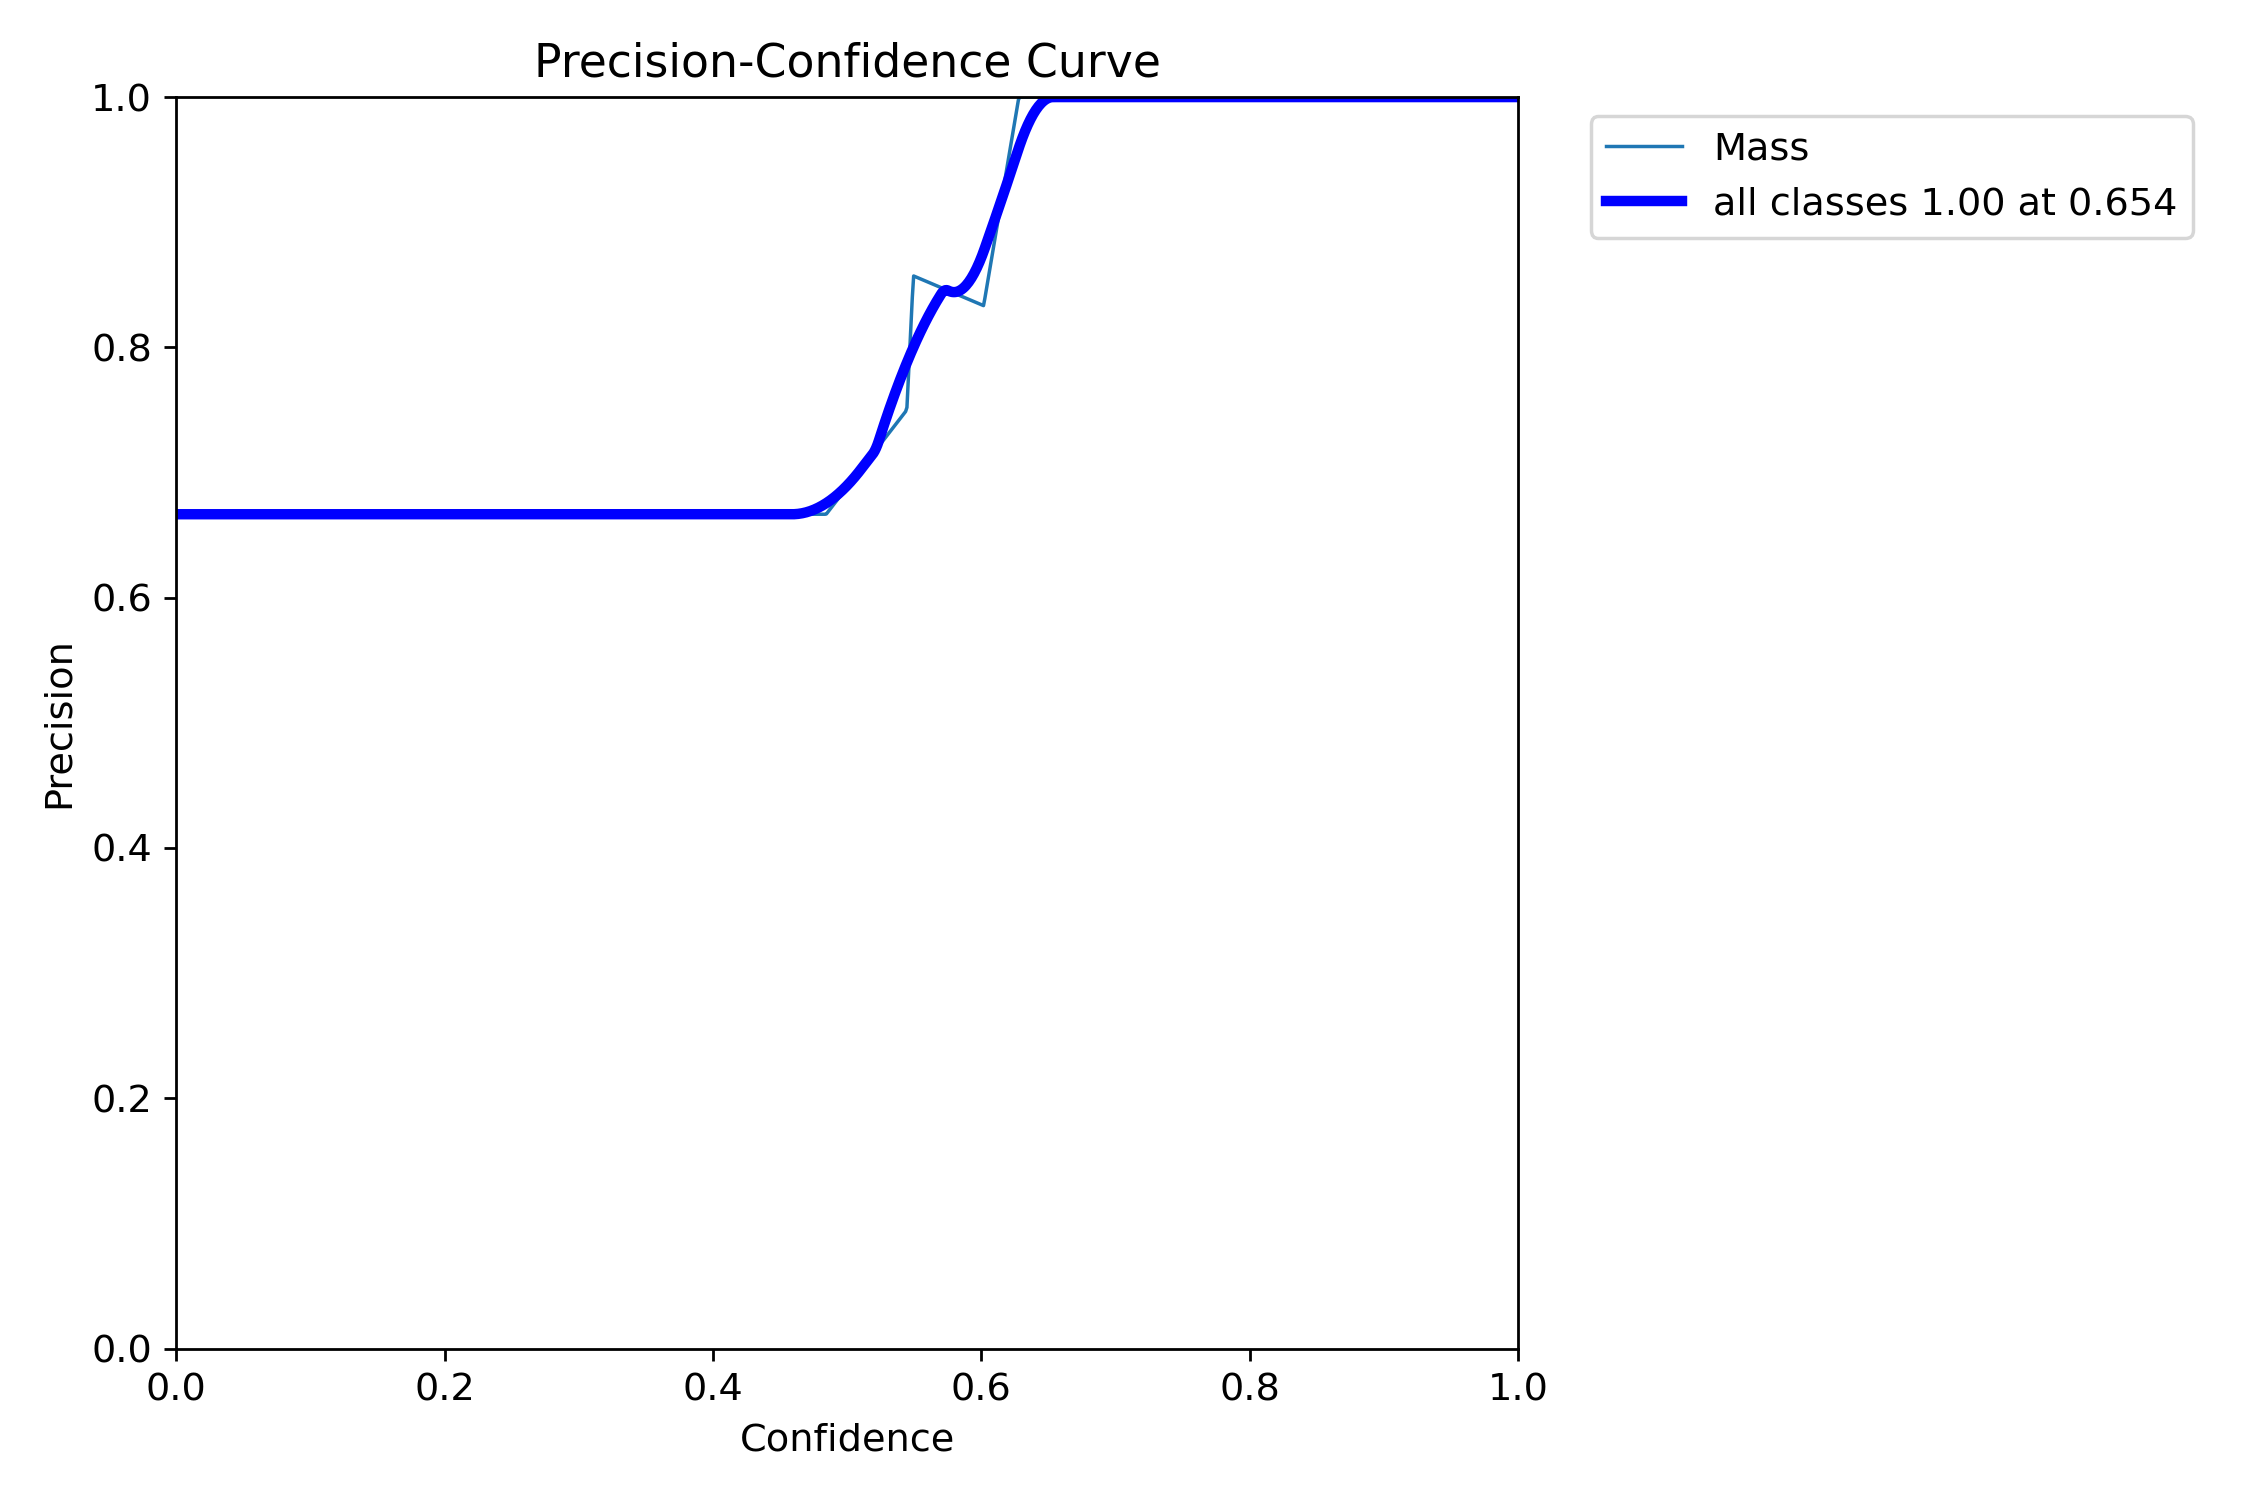 Precision-Confidence Curve
1.0
0.8
0.6
0.4
0.2
0.0
Precision
0.0 0.2 0.4 0.6 0.8 1.0
Confidence
Mass
all classes 1.00 at 0.654